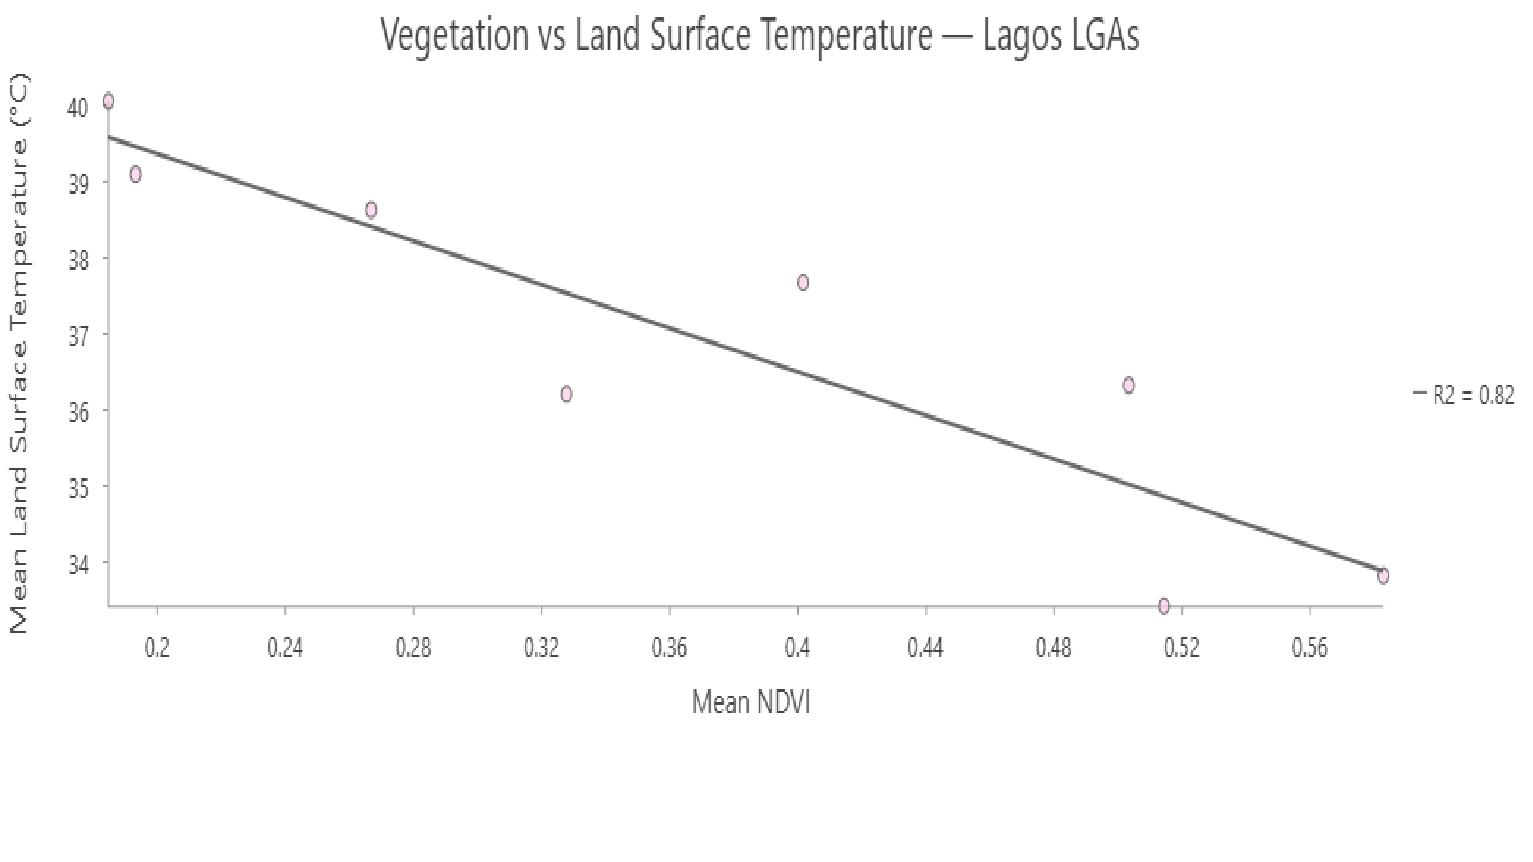 Vegetation vs Land Surface Temperature — Lagos LGAs
Mean Land Surface Temperature (°C)
40
39
38
37
36
35
34
R2 = 0.82
0.2 0.24 0.28 0.32 0.36 0.4 0.44 0.48 0.52 0.56
Mean NDVI